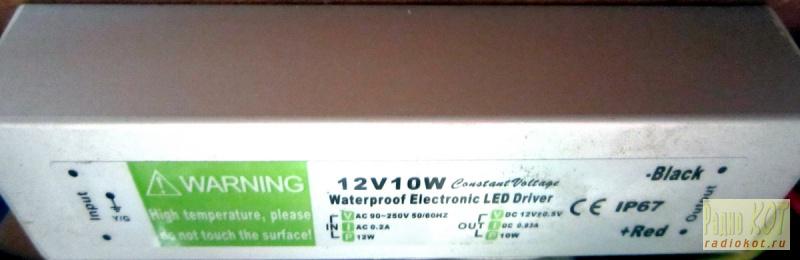 Input
Y/G
WARNING
High temperature, please
do not touch the surface!
12V10W Constant Voltage
Waterproof Electronic LED Driver
IN
V AC 90~250V 50/60HZ
I AC 0.2A
P 12W
OUT
V DC 12V±0.5V
I DC 0.83A
P 10W
CE IP67
-Black
+Red
Output
Радио КОТ
radiokot.ru